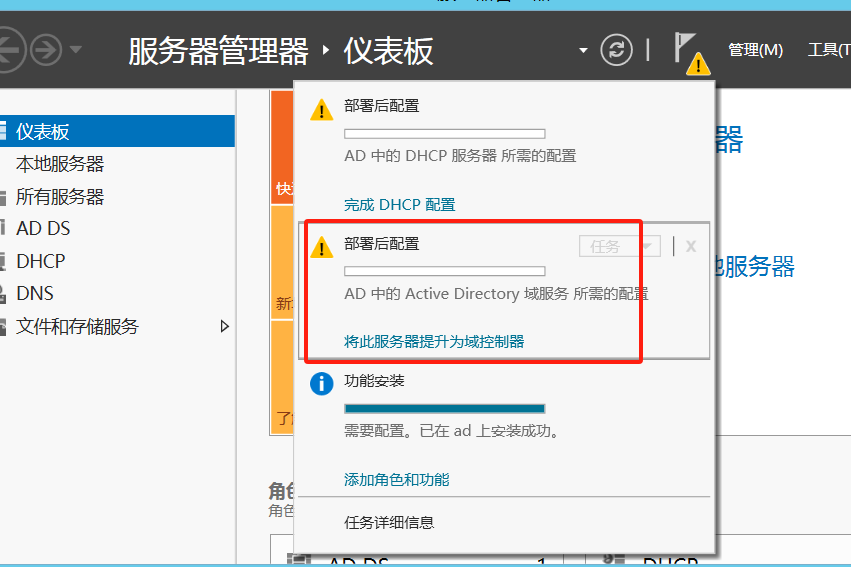 服务器管理器 ‣ 仪表板
管理(M)
工具(T
仪表板
本地服务器
所有服务器
AD DS
DHCP
DNS
文件和存储服务
部署后配置
AD 中的 DHCP 服务器 所需的配置
完成 DHCP 配置
部署后配置
任务
X
AD 中的 Active Directory 域服务 所需的配置
将此服务器提升为域控制器
功能安装
需要配置。已在 ad 上安装成功。
添加角色和功能
任务详细信息
器
服务器
快
新
了
角色
角色
AD DS
1
DHCP